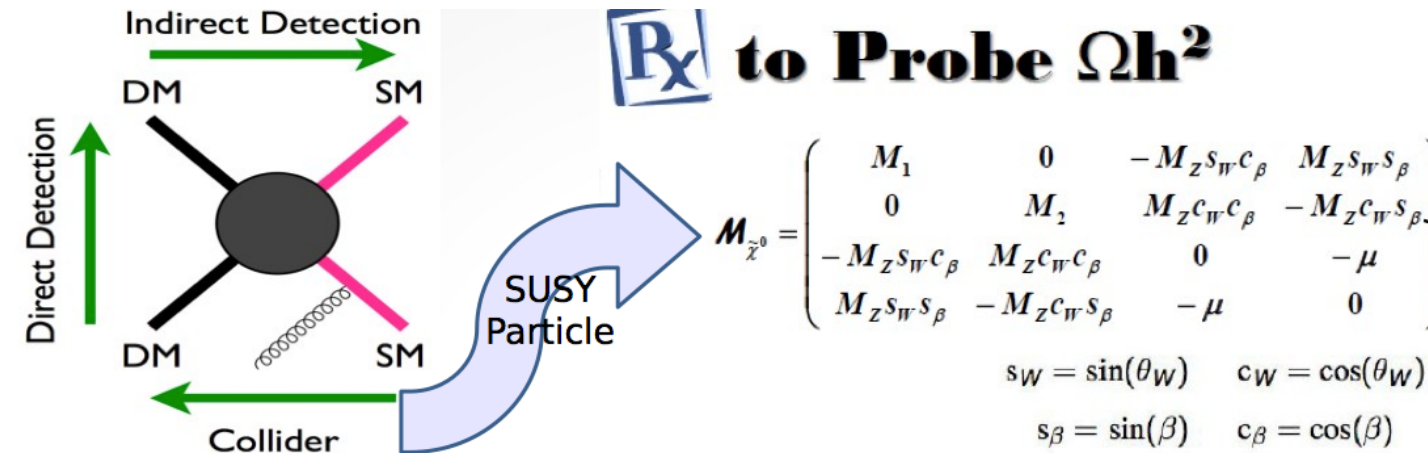 Indirect Detection
DM SM
Direct Detection
DM SM
Collider
SUSY
Particle
Rx to Probe Ωh²
M_χ̃⁰ = ( M₁ 0 −M_Z s_W c_β M_Z s_W s_β
0 M₂ M_Z c_W c_β −M_Z c_W s_β
−M_Z s_W c_β M_Z c_W c_β 0 −μ
M_Z s_W s_β −M_Z c_W s_β −μ 0
s_W = sin(θ_W) c_W = cos(θ_W)
s_β = sin(β) c_β = cos(β)